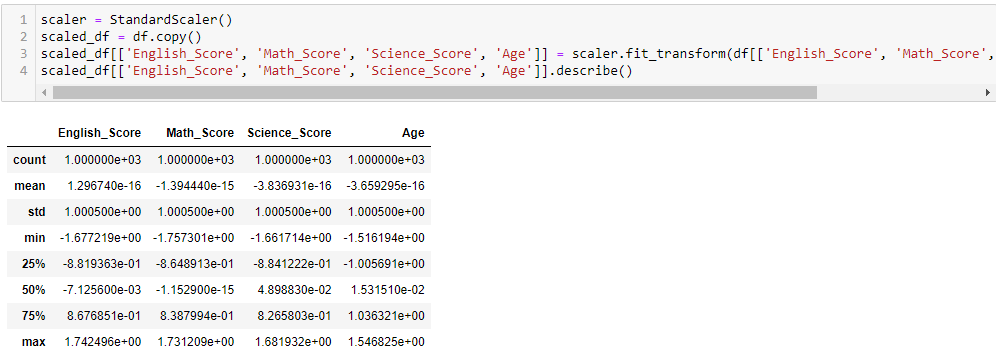 1 scaler = StandardScaler()
2 scaled_df = df.copy()
3 scaled_df[['English_Score', 'Math_Score', 'Science_Score', 'Age']] = scaler.fit_transform(df[['English_Score', 'Math_Score',
4 scaled_df[['English_Score', 'Math_Score', 'Science_Score', 'Age']].describe()
English_Score Math_Score Science_Score Age
count 1.000000e+03 1.000000e+03 1.000000e+03 1.000000e+03
mean 1.296740e-16 -1.394440e-15 -3.836931e-16 -3.659295e-16
std 1.000500e+00 1.000500e+00 1.000500e+00 1.000500e+00
min -1.677219e+00 -1.757301e+00 -1.661714e+00 -1.516194e+00
25% -8.819363e-01 -8.648913e-01 -8.841222e-01 -1.005691e+00
50% -7.125600e-03 -1.152900e-15 4.898830e-02 1.531510e-02
75% 8.676851e-01 8.387994e-01 8.265803e-01 1.036321e+00
max 1.742496e+00 1.731209e+00 1.681932e+00 1.546825e+00